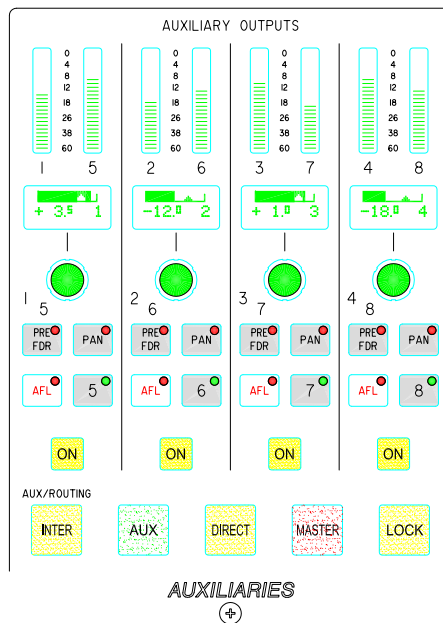 AUXILIARY OUTPUTS
0 0 0 0
4 4 4 4
8 8 8 8
12 12 12 12
18 18 18 18
26 26 26 26
38 38 38 38
60 60 60 60
1 5 2 6 3 7 4 8
+ 3.5 1 -12.0 2 + 1.0 3 -18.0 4
1 5 2 6 3 7 4 8
PRE FDR PAN PRE FDR PAN PRE FDR PAN PRE FDR PAN
AFL 5 AFL 6 AFL 7 AFL 8
ON ON ON ON
AUX/ROUTING
INTER AUX DIRECT MASTER LOCK
AUXILIARIES